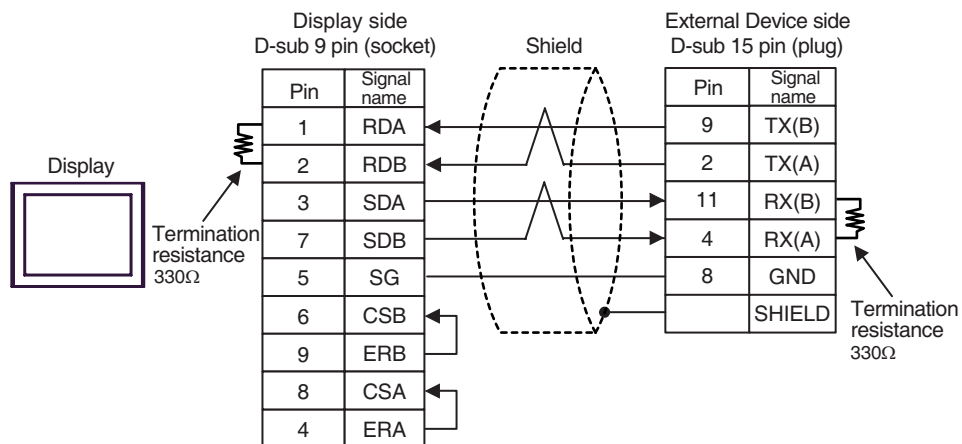 Display side
D-sub 9 pin (socket)
Shield
External Device side
D-sub 15 pin (plug)
Pin
Signal
name
Pin
Signal
name
1 RDA
9 TX(B)
2 RDB
2 TX(A)
Display
3 SDA
11 RX(B)
7 SDB
4 RX(A)
Termination
resistance
330Ω
5 SG
8 GND
6 CSB
SHIELD
Termination
resistance
330Ω
9 ERB
8 CSA
4 ERA